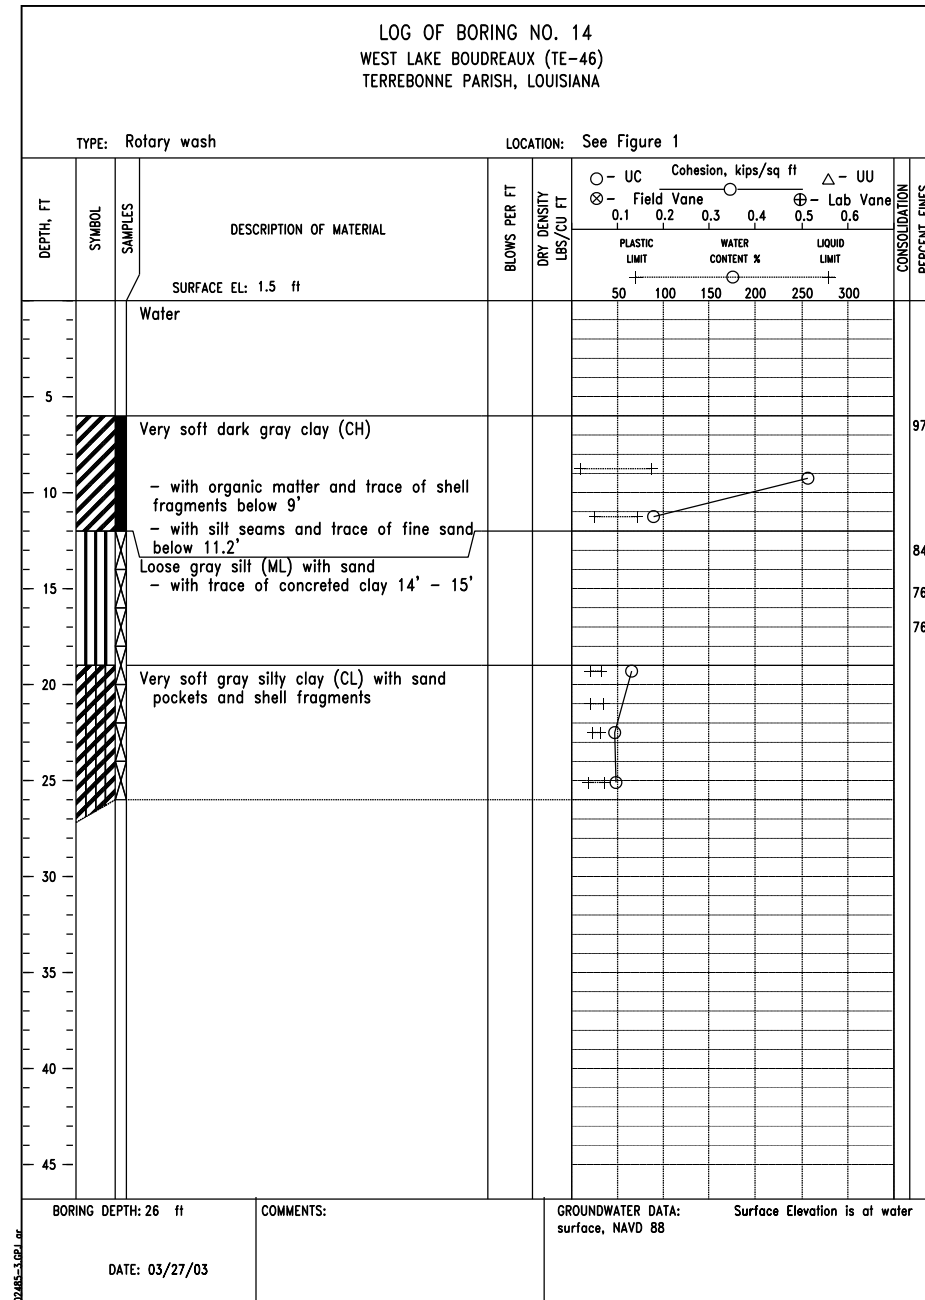 LOG OF BORING NO. 14
WEST LAKE BOUDREAUX (TE-46)
TERREBONNE PARISH, LOUISIANA
TYPE: Rotary wash
LOCATION: See Figure 1
DEPTH, FT
SYMBOL
SAMPLES
DESCRIPTION OF MATERIAL
SURFACE EL: 1.5 ft
BLOWS PER FT
DRY DENSITY
LBS/CU FT
Cohesion, kips/sq ft
- UC
- UU
- Field Vane
- Lab Vane
0.1 0.2 0.3 0.4 0.5 0.6
PLASTIC LIMIT
WATER CONTENT %
LIQUID LIMIT
50 100 150 200 250 300
CONSOLIDATION
PERCENT FINES
Water
5
Very soft dark gray clay (CH)
97
- with organic matter and trace of shell
10
fragments below 9'
- with silt seams and trace of fine sand
below 11.2'
84
Loose gray silt (ML) with sand
15
- with trace of concreted clay 14' - 15'
76
76
20
Very soft gray silty clay (CL) with sand
pockets and shell fragments
25
30
35
40
45
BORING DEPTH: 26 ft
DATE: 03/27/03
COMMENTS:
GROUNDWATER DATA: Surface Elevation is at water
surface, NAVD 88